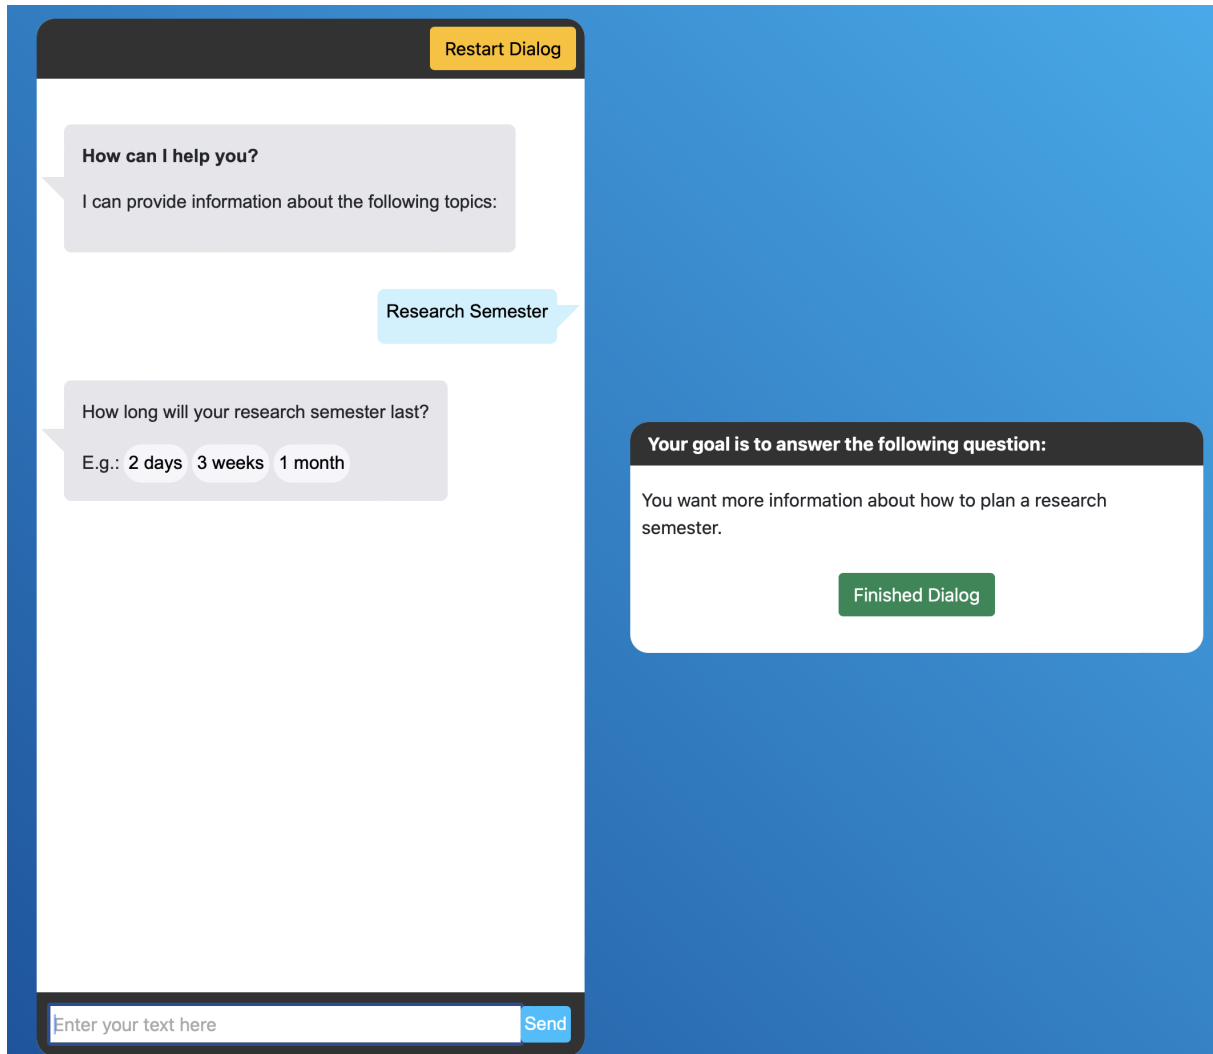 Restart Dialog
How can I help you?
I can provide information about the following topics:
Research Semester
How long will your research semester last?
E.g.: 2 days 3 weeks 1 month
Enter your text here
Send
Your goal is to answer the following question:
You want more information about how to plan a research
semester.
Finished Dialog